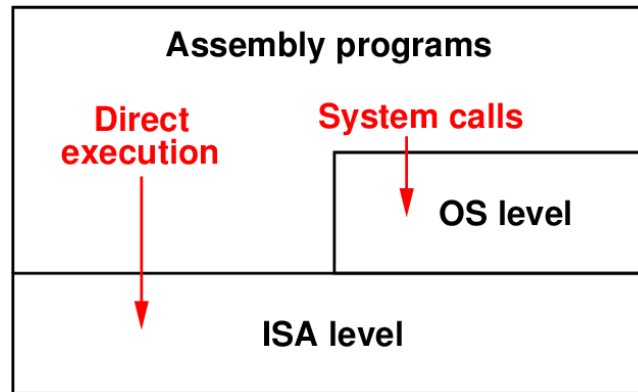 Assembly programs
Direct
execution
System calls
OS level
ISA level